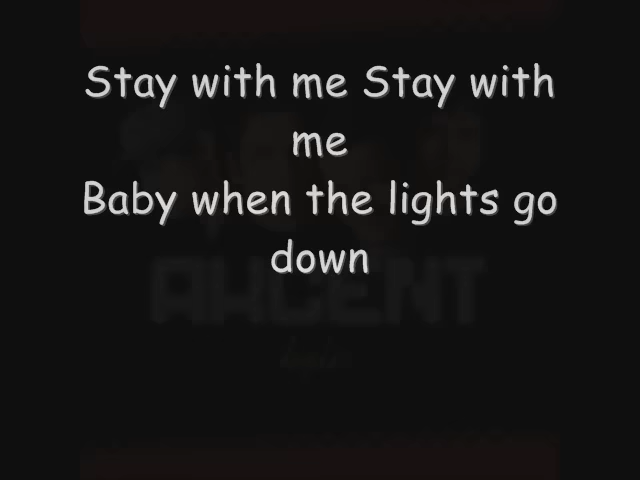 Stay with me Stay with
me
Baby when the lights go
down
AKCENT